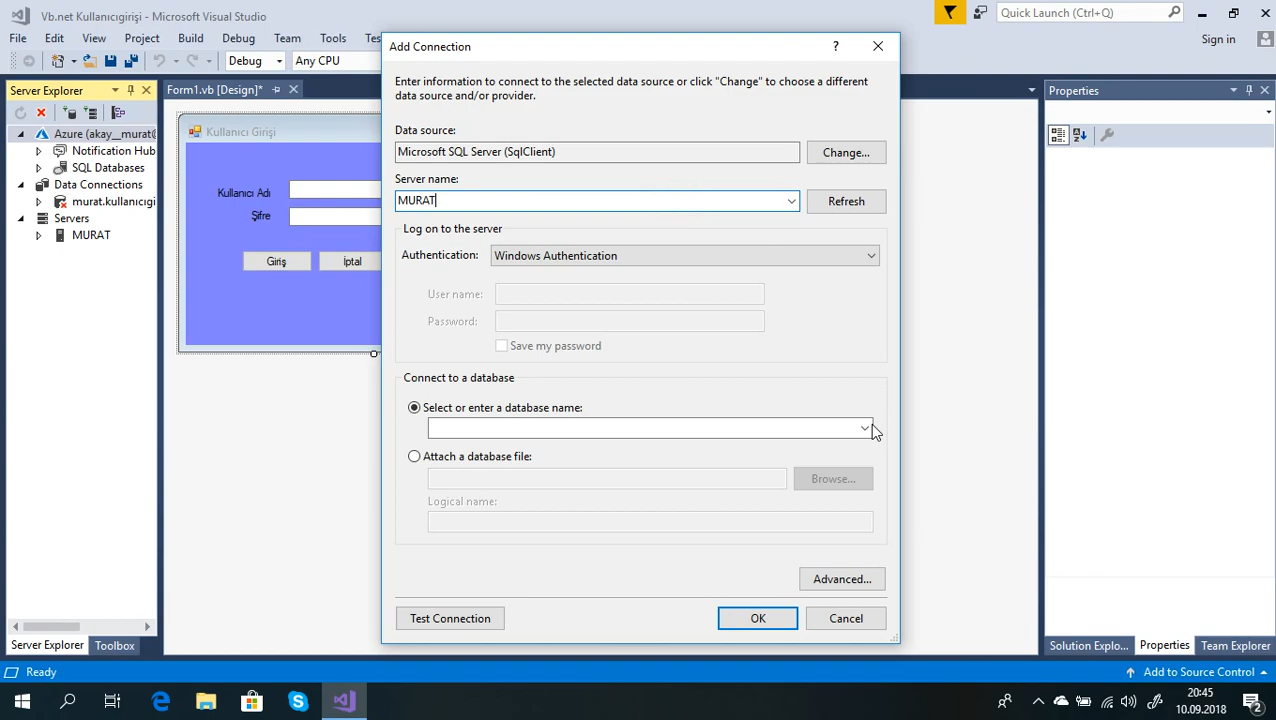 Vb.net Kullanıcıgirişi - Microsoft Visual Studio
Quick Launch (Ctrl+Q)
File Edit View Project Build Debug Team Format Tools
Sign in
Debug Any CPU
Server Explorer
Azure (akay__murat@
Notification Hub
SQL Databases
Data Connections
murat.kullanıcıgi
Servers
MURAT
Server Explorer Toolbox
Form1.vb [Design]*
Kullanıcı Girişi
Kullanıcı Adı
Şifre
Giriş İptal
Add Connection
?
Enter information to connect to the selected data source or click "Change" to choose a different
data source and/or provider.
Data source:
Microsoft SQL Server (SqlClient) Change...
Server name:
MURAT Refresh
Log on to the server
Authentication: Windows Authentication
User name:
Password:
Save my password
Connect to a database
Select or enter a database name:
Attach a database file:
Browse...
Logical name:
Advanced...
Test Connection OK Cancel
Properties
Solution Explo... Properties Team Explorer
Ready
Add to Source Control
20:45
10.09.2018
2